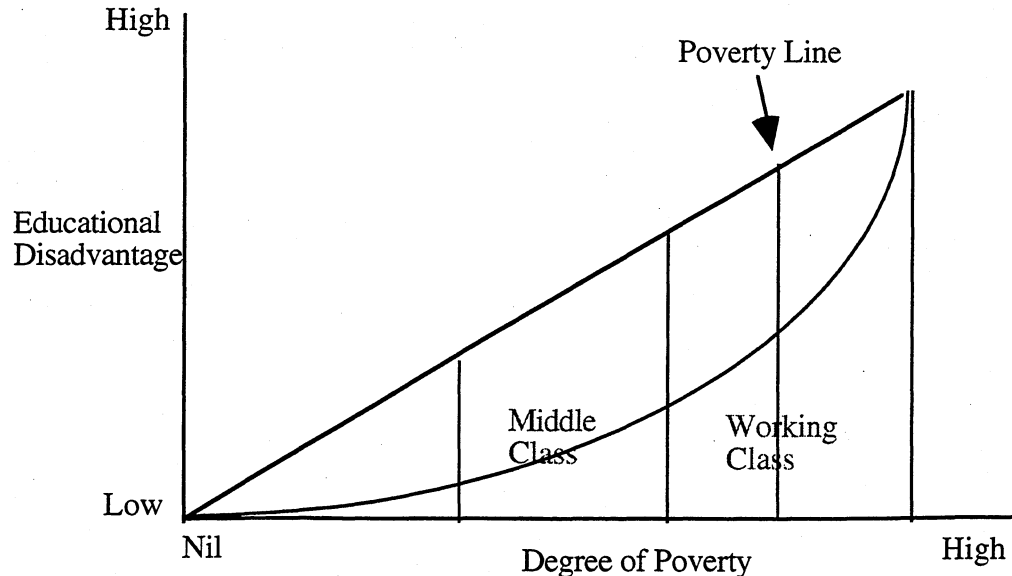 High
Poverty Line
Educational
Disadvantage
Middle
Class
Working
Class
Low
Nil
Degree of Poverty
High